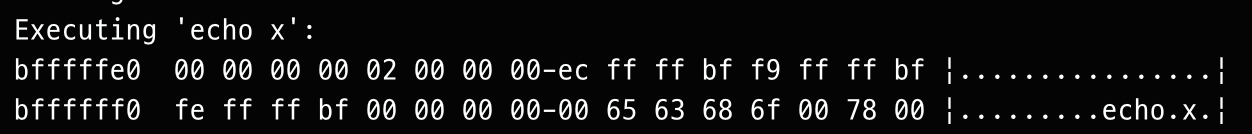 Executing 'echo x':
bfffffe0  00 00 00 00 02 00 00 00-ec ff ff bf f9 ff ff bf |................|
bffffff0  fe ff ff bf 00 00 00 00-00 65 63 68 6f 00 78 00 |.........echo.x.|